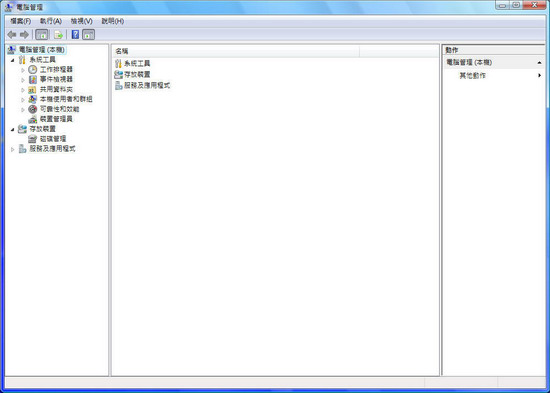 電腦管理
檔案(F) 執行(A) 檢視(V) 說明(H)
電腦管理 (本機)
系統工具
工作排程器
事件檢視器
共用資料夾
本機使用者和群組
可靠性和效能
裝置管理員
存放裝置
磁碟管理
服務及應用程式
名稱
系統工具
存放裝置
服務及應用程式
動作
電腦管理 (本機)
其他動作